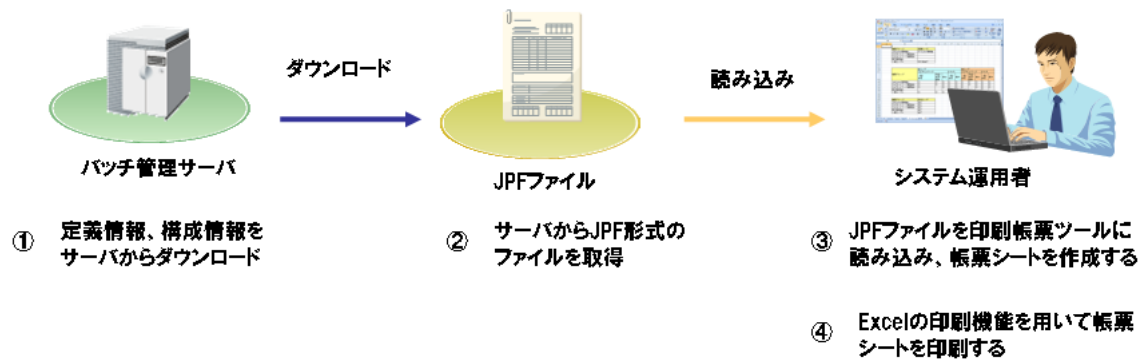 ダウンロード
読み込み
バッチ管理サーバ
JPFファイル
システム運用者
① 定義情報、構成情報を
サーバからダウンロード
② サーバからJPF形式の
ファイルを取得
③ JPFファイルを印刷帳票ツールに
読み込み、帳票シートを作成する
④ Excelの印刷機能を用いて帳票
シートを印刷する